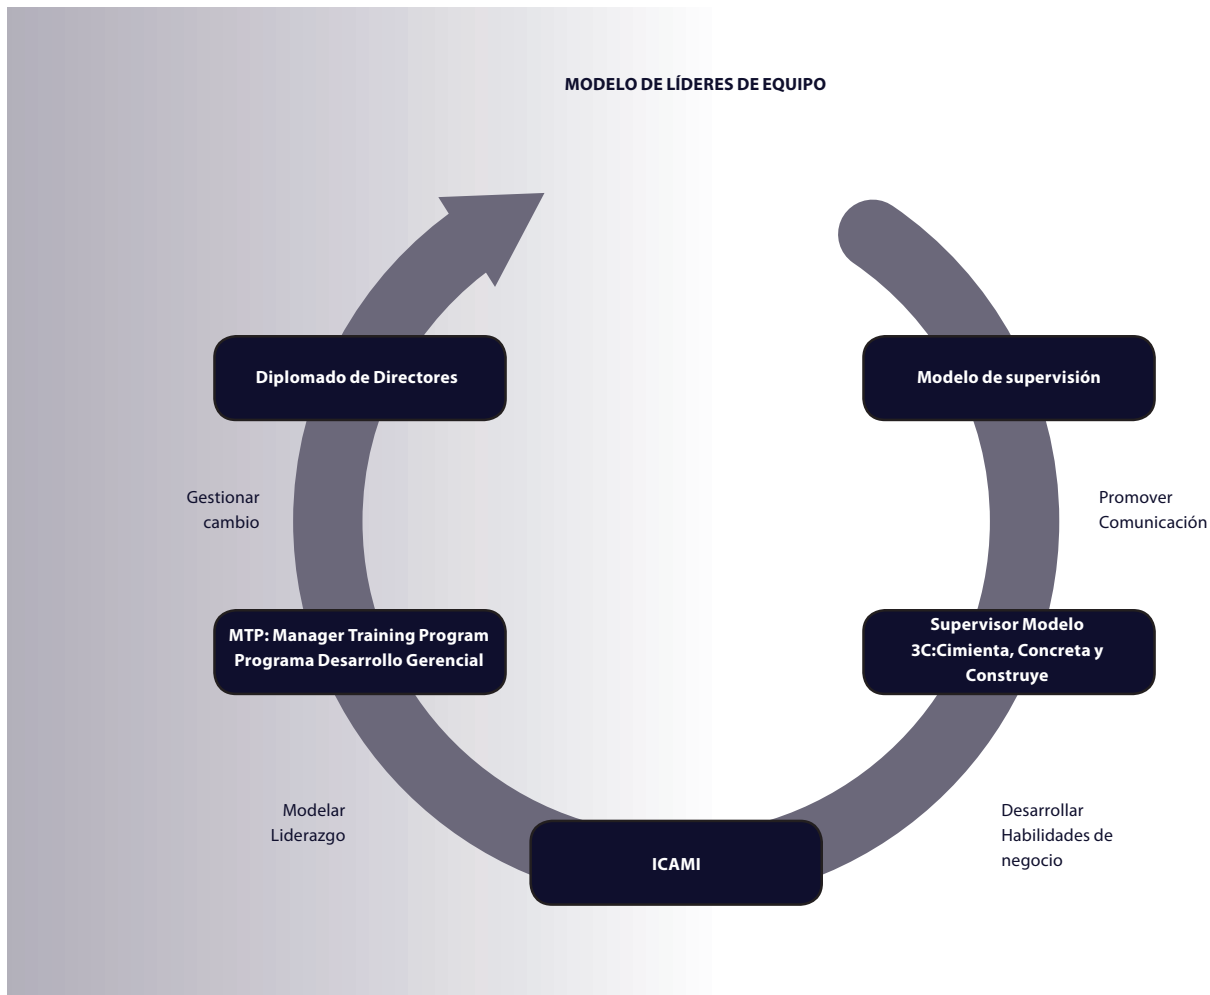 MODELO DE LÍDERES DE EQUIPO
Diplomado de Directores
Modelo de supervisión
Gestionar
cambio
Promover
Comunicación
MTP: Manager Training Program
Programa Desarrollo Gerencial
Supervisor Modelo
3C:Cimienta, Concreta y
Construye
Modelar
Liderazgo
Desarrollar
Habilidades de
negocio
ICAMI